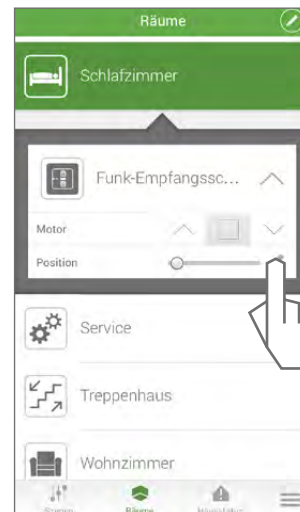 Räume
Schlafzimmer
Funk-Empfangssc...
Motor
Position
Service
Treppenhaus
Wohnzimmer
Räume